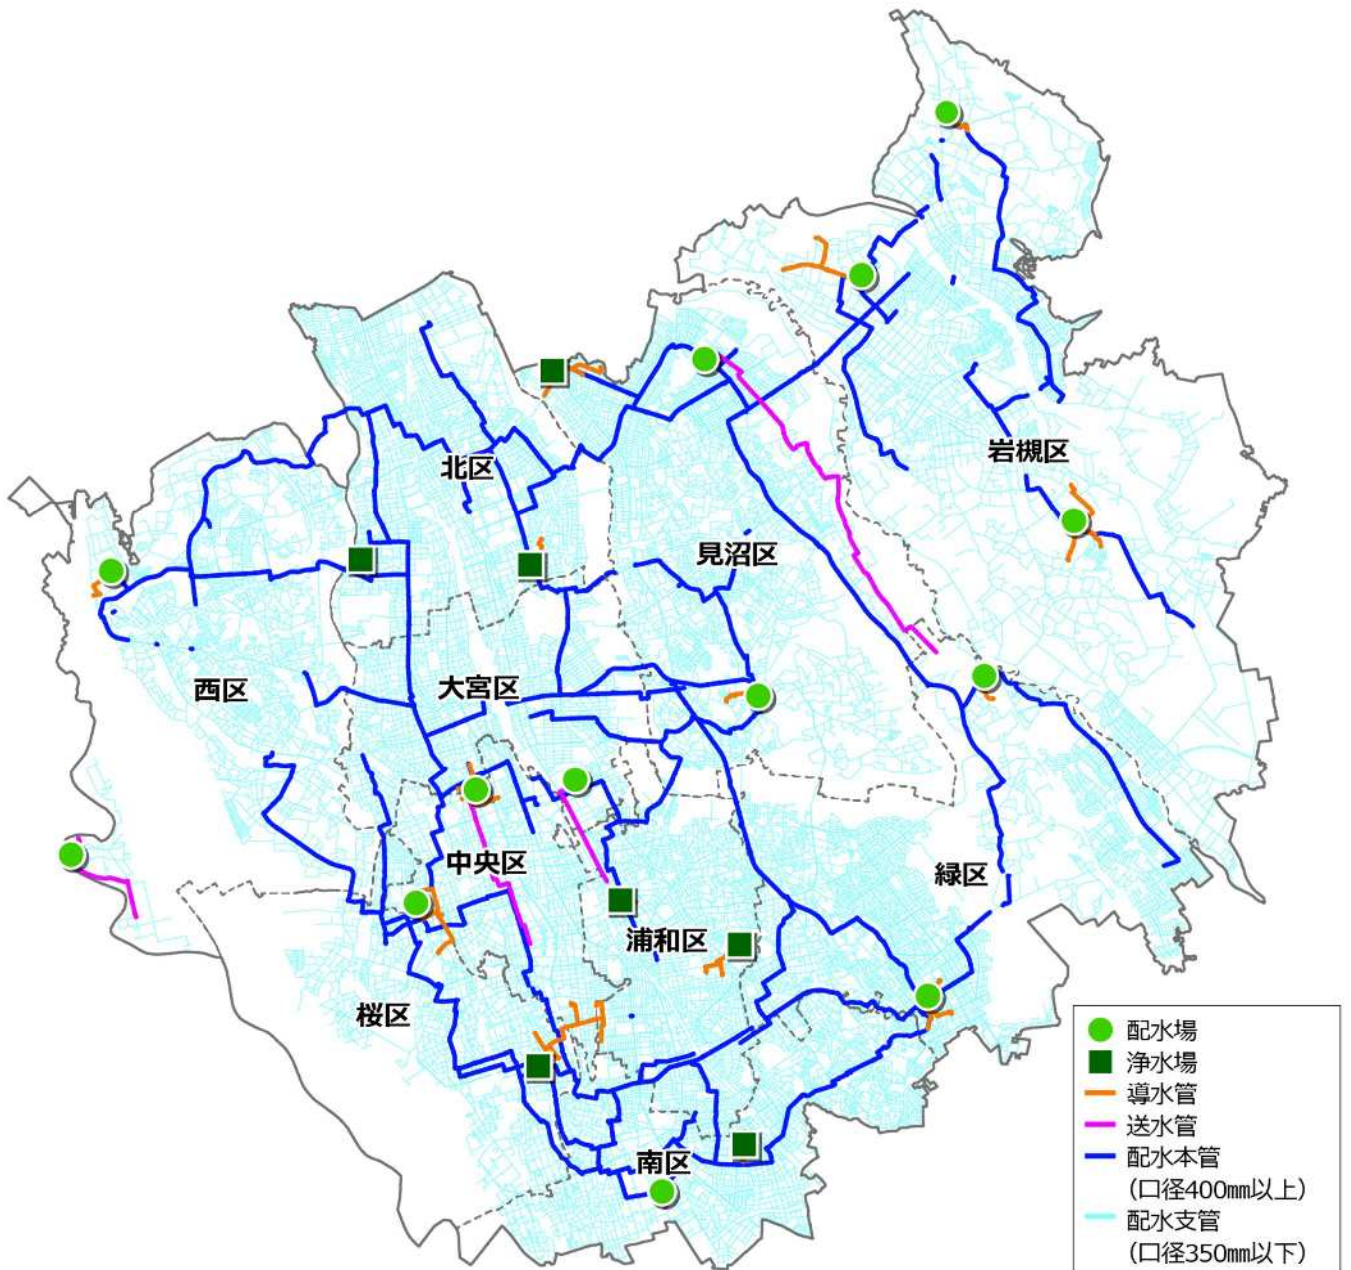 岩槻区
北区
見沼区
西区
大宮区
中央区
緑区
浦和区
桜区
南区
配水場
浄水場
導水管
送水管
配水本管
(口径400㎜以上)
配水支管
(口径350㎜以下)